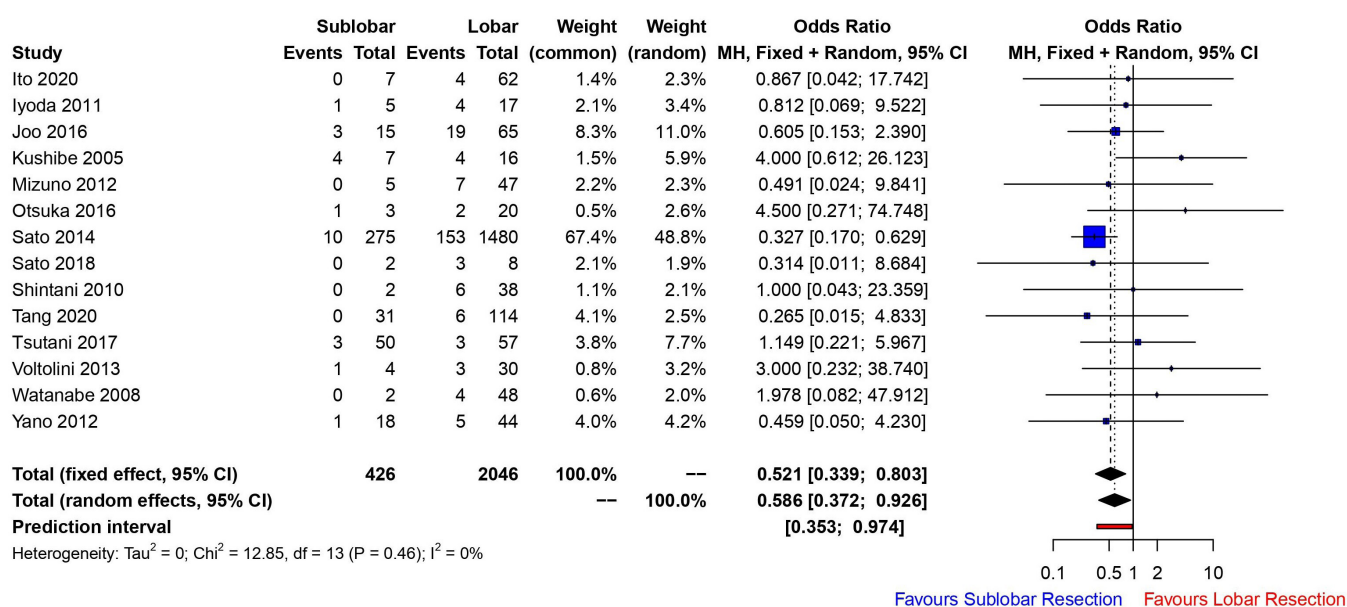 Sublobar Lobar Weight Weight Odds Ratio Odds Ratio
Study Events Total Events Total (common) (random) MH, Fixed + Random, 95% CI MH, Fixed + Random, 95% CI
Ito 2020 0 7 4 62 1.4% 2.3% 0.867 [0.042; 17.742]
Iyoda 2011 1 5 4 17 2.1% 3.4% 0.812 [0.069; 9.522]
Joo 2016 3 15 19 65 8.3% 11.0% 0.605 [0.153; 2.390]
Kushibe 2005 4 7 4 16 1.5% 5.9% 4.000 [0.612; 26.123]
Mizuno 2012 0 5 7 47 2.2% 2.3% 0.491 [0.024; 9.841]
Otsuka 2016 1 3 2 20 0.5% 2.6% 4.500 [0.271; 74.748]
Sato 2014 10 275 153 1480 67.4% 48.8% 0.327 [0.170; 0.629]
Sato 2018 0 2 3 8 2.1% 1.9% 0.314 [0.011; 8.684]
Shintani 2010 0 2 6 38 1.1% 2.1% 1.000 [0.043; 23.359]
Tang 2020 0 31 6 114 4.1% 2.5% 0.265 [0.015; 4.833]
Tsutani 2017 3 50 3 57 3.8% 7.7% 1.149 [0.221; 5.967]
Voltolini 2013 1 4 3 30 0.8% 3.2% 3.000 [0.232; 38.740]
Watanabe 2008 0 2 4 48 0.6% 2.0% 1.978 [0.082; 47.912]
Yano 2012 1 18 5 44 4.0% 4.2% 0.459 [0.050; 4.230]
Total (fixed effect, 95% CI) 426 2046 100.0% −− 0.521 [0.339; 0.803]
Total (random effects, 95% CI) −− 100.0% 0.586 [0.372; 0.926]
Prediction interval [0.353; 0.974]
Heterogeneity: Tau² = 0; Chi² = 12.85, df = 13 (P = 0.46); I² = 0%
0.1 0.5 1 2 10
Favours Sublobar Resection Favours Lobar Resection